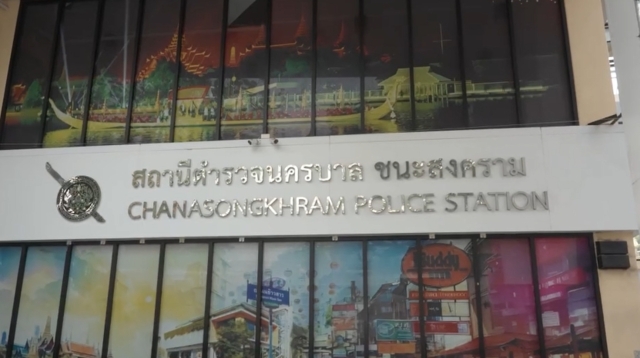 สถานีตำรวจนครบาล ชนะสงคราม
CHANASONGKHRAM POLICE STATION
Buddy